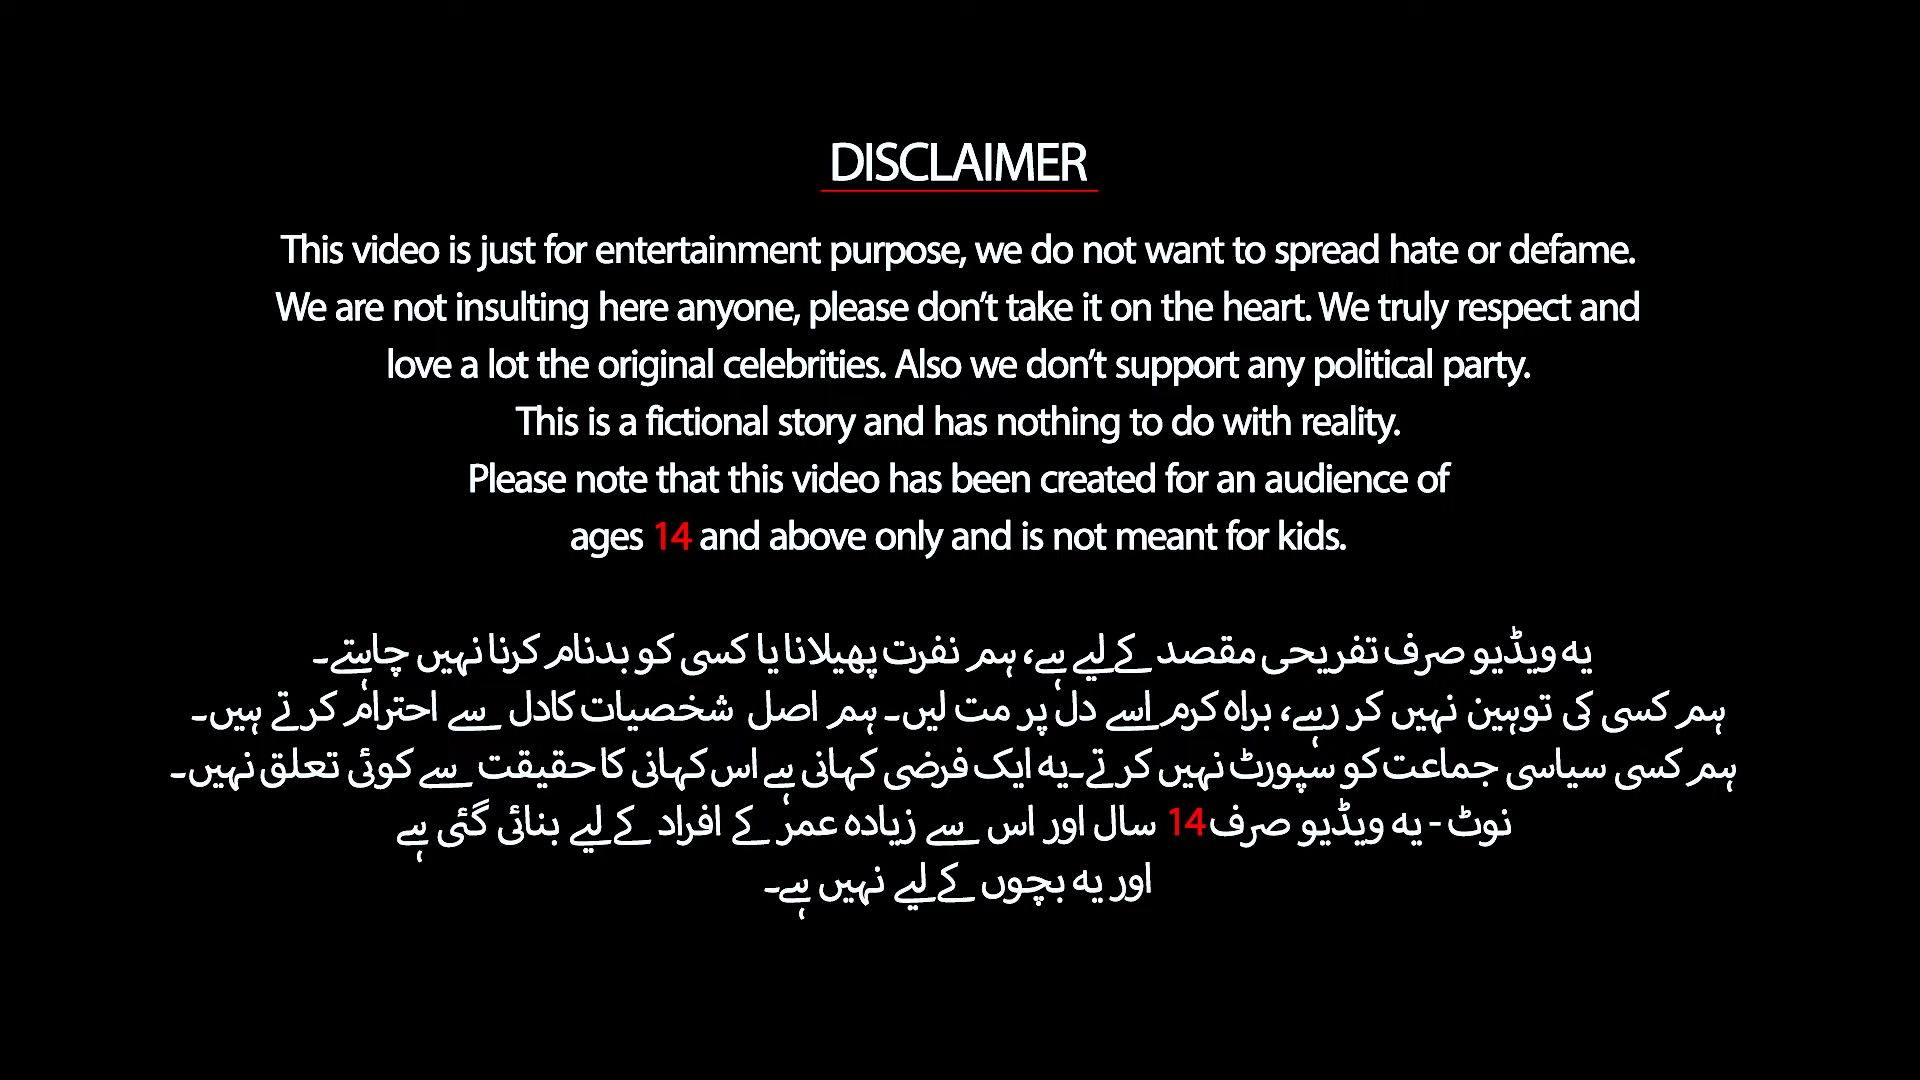 DISCLAIMER
This video is just for entertainment purpose, we do not want to spread hate or defame.
We are not insulting here anyone, please don’t take it on the heart. We truly respect and
love a lot the original celebrities. Also we don’t support any political party.
This is a fictional story and has nothing to do with reality.
Please note that this video has been created for an audience of
ages 14 and above only and is not meant for kids.
یہ ویڈیو صرف تفریحی مقصد کے لیے ہے، ہم نفرت پھیلانا یا کسی کو بدنام کرنا نہیں چاہتے۔
ہم کسی کی توہین نہیں کر رہے، براہ کرم اسے دل پر مت لیں۔ ہم اصل شخصیات کا دل سے احترام کرتے ہیں۔
ہم کسی سیاسی جماعت کو سپورٹ نہیں کرتے۔ یہ ایک فرضی کہانی ہے اس کہانی کا حقیقت سے کوئی تعلق نہیں۔
نوٹ - یہ ویڈیو صرف 14 سال اور اس سے زیادہ عمر کے افراد کے لیے بنائی گئی ہے
اور یہ بچوں کے لیے نہیں ہے۔